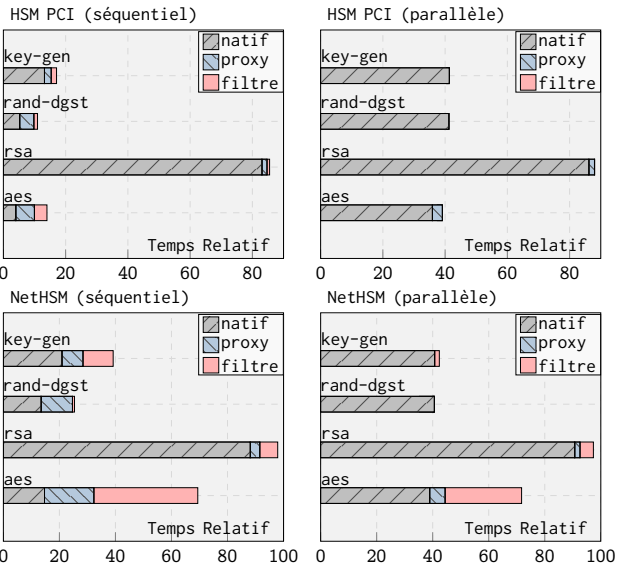 HSM PCI (séquentiel)
natif
proxy
filtre
key-gen
rand-dgst
rsa
aes
Temps Relatif
0 20 40 60 80
HSM PCI (parallèle)
natif
proxy
filtre
key-gen
rand-dgst
rsa
aes
Temps Relatif
0 20 40 60 80
NetHSM (séquentiel)
natif
proxy
filtre
key-gen
rand-dgst
rsa
aes
Temps Relatif
0 20 40 60 80 100
NetHSM (parallèle)
natif
proxy
filtre
key-gen
rand-dgst
rsa
aes
Temps Relatif
0 20 40 60 80 100